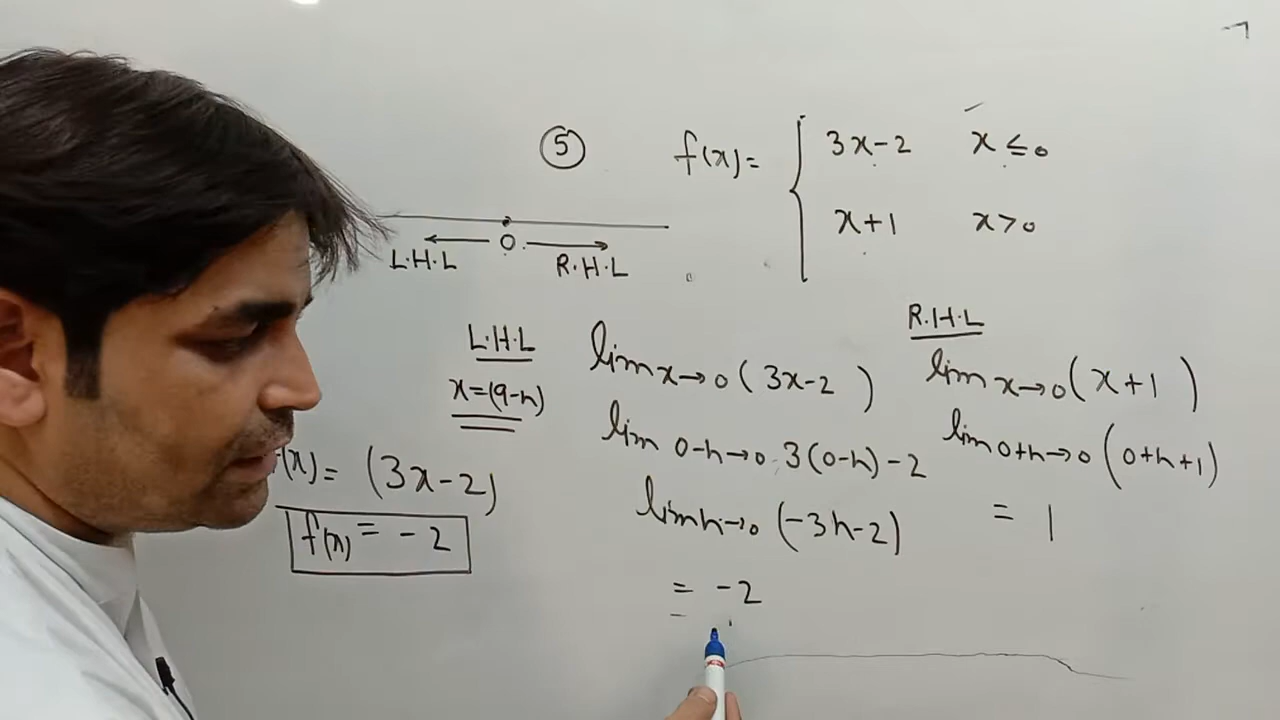 ⑤ f(x)= { 3x-2 x≤0
x+1 x>0
0
L.H.L R.H.L
L.H.L
x=(a-h)
f(x)= (3x-2)
f(x) = -2
lim x→0 (3x-2)
lim 0-h→0 3(0-h)-2
lim h→0 (-3h-2)
= -2
R.H.L
lim x→0 (x+1)
lim 0+h→0 (0+h+1)
= 1